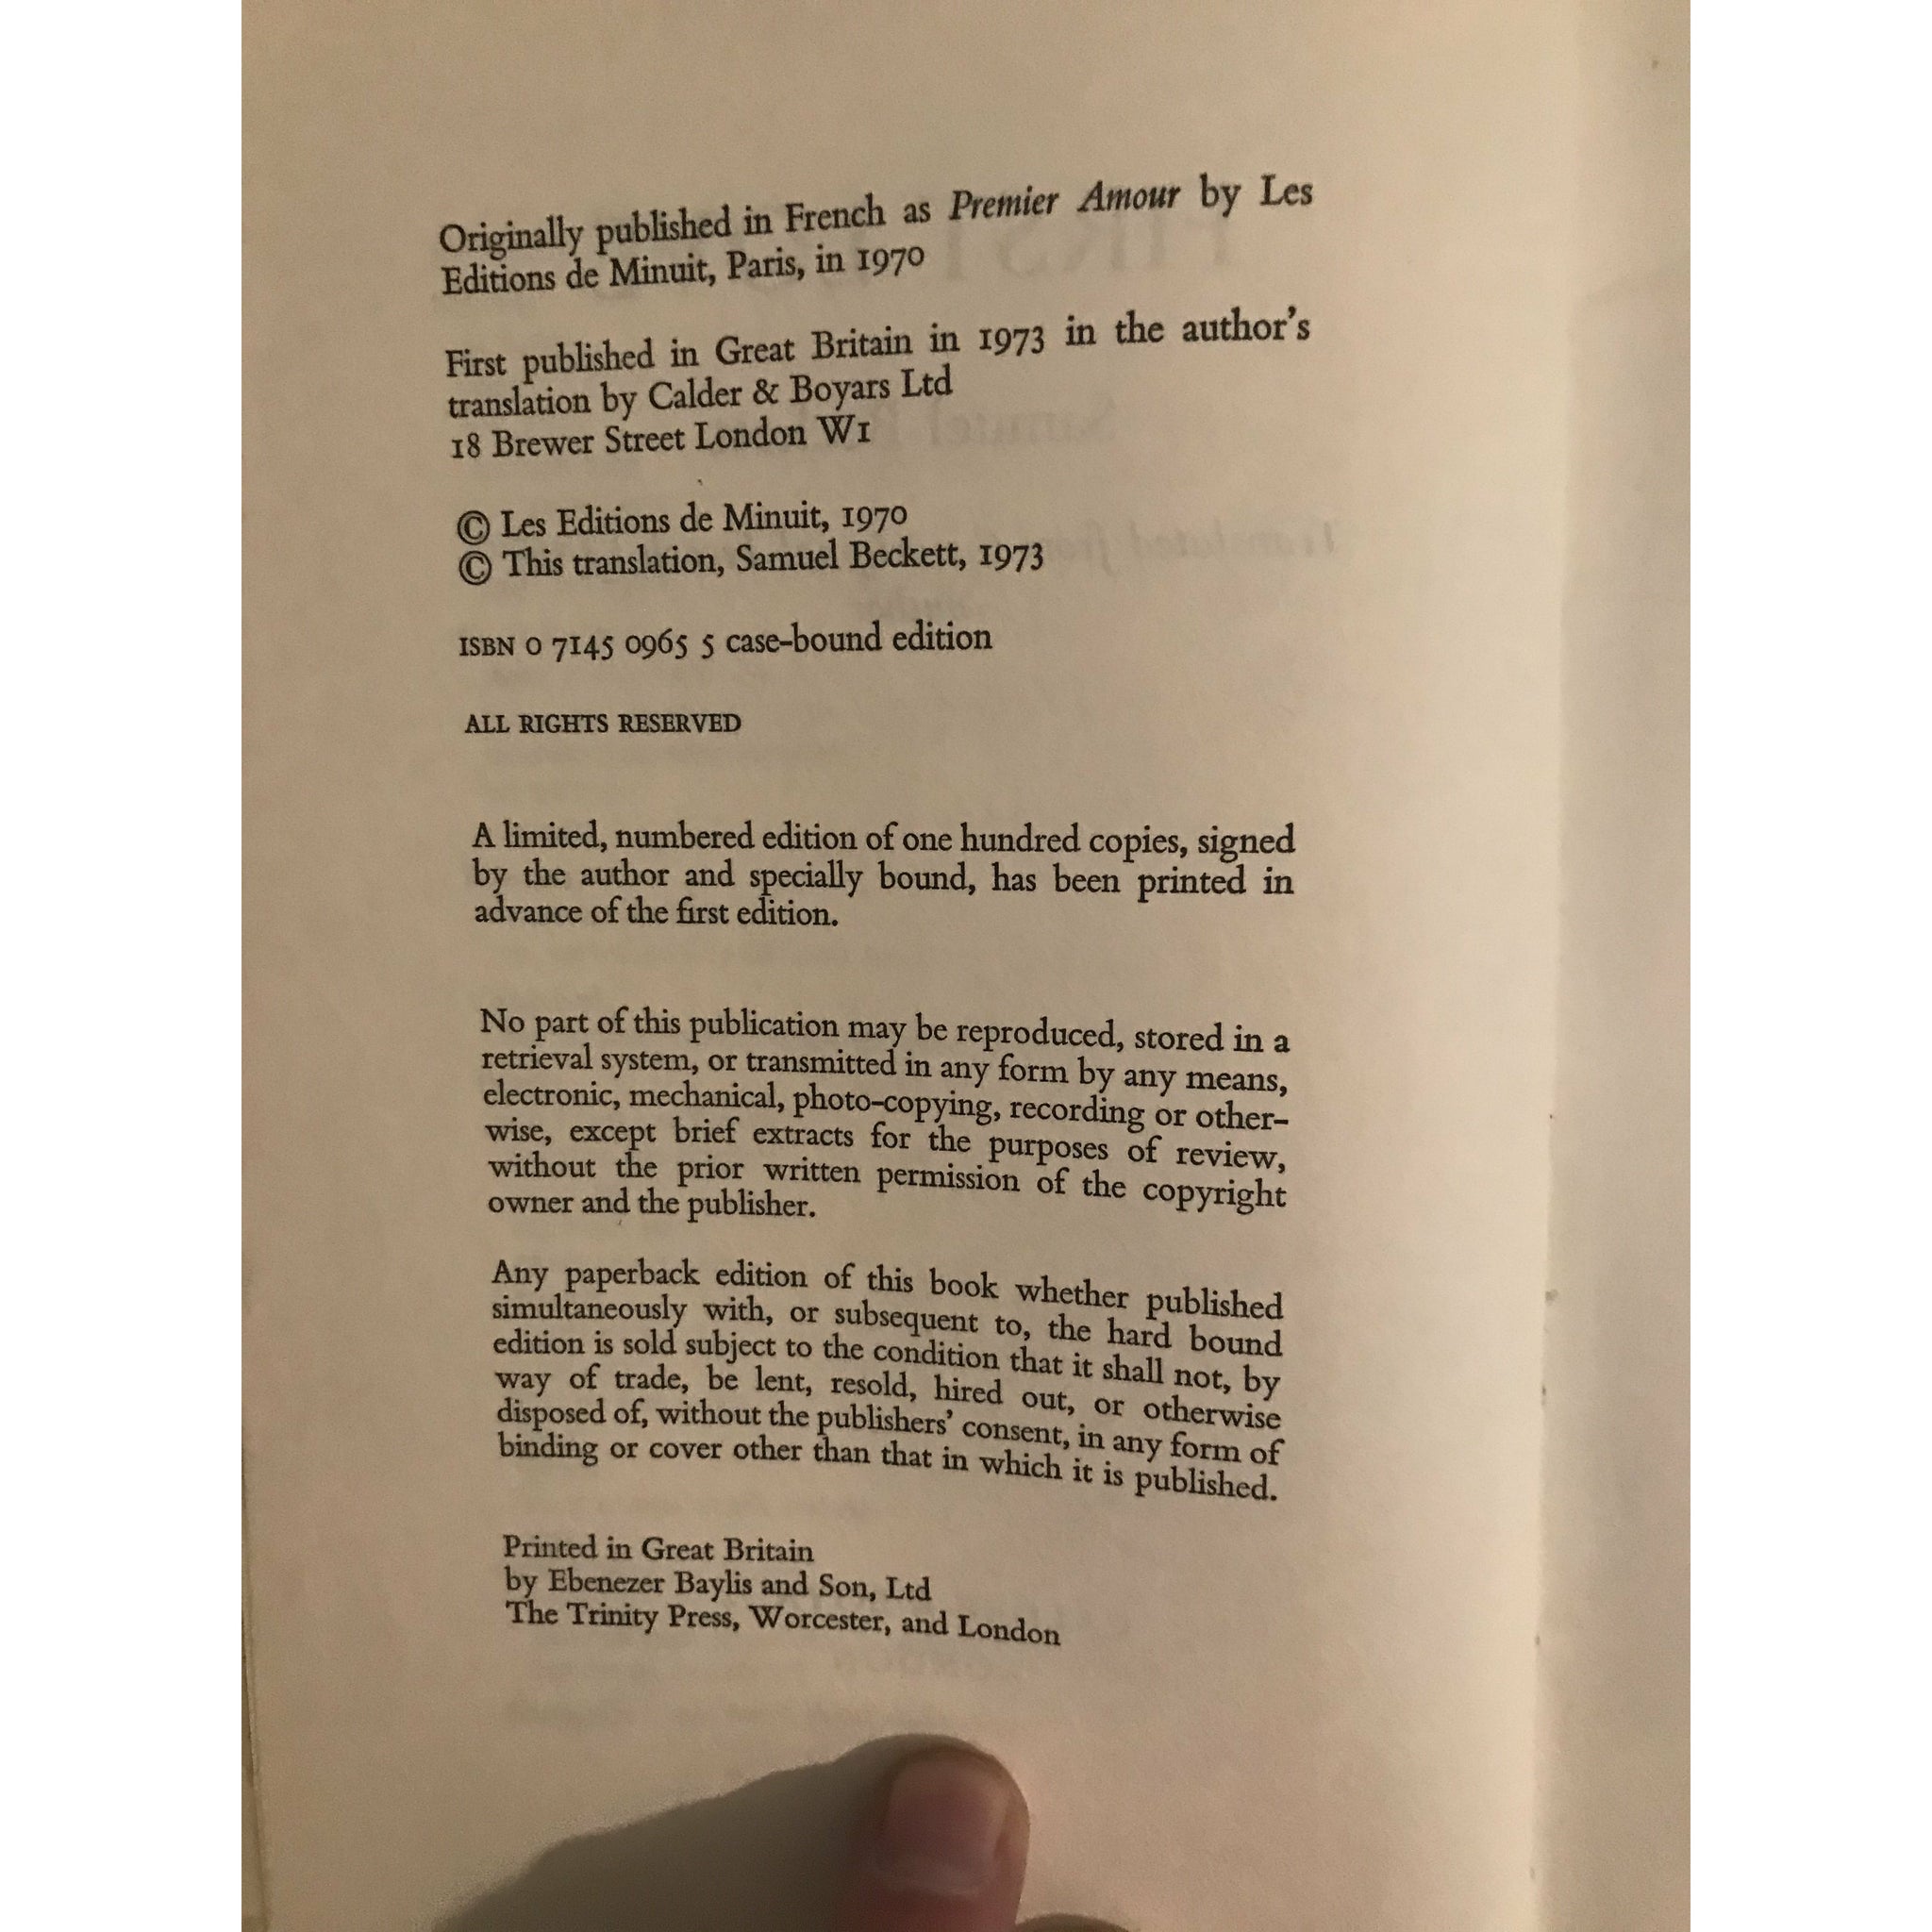 Originally published in French as Premier Amour by Les
Editions de Minuit, Paris, in 1970
First published in Great Britain in 1973 in the author's
translation by Calder & Boyars Ltd
18 Brewer Street London W1
© Les Editions de Minuit, 1970
© This translation, Samuel Beckett, 1973
ISBN 0 7145 0965 5 case-bound edition
ALL RIGHTS RESERVED
A limited, numbered edition of one hundred copies, signed
by the author and specially bound, has been printed in
advance of the first edition.
No part of this publication may be reproduced, stored in a
retrieval system, or transmitted in any form by any means,
electronic, mechanical, photo-copying, recording or other-
wise, except brief extracts for the purposes of review,
without the prior written permission of the copyright
owner and the publisher.
Any paperback edition of this book whether published
simultaneously with, or subsequent to, the hard bound
edition is sold subject to the condition that it shall not, by
way of trade, be lent, resold, hired out, or otherwise
disposed of, without the publishers' consent, in any form of
binding or cover other than that in which it is published.
Printed in Great Britain
by Ebenezer Baylis and Son, Ltd
The Trinity Press, Worcester, and London